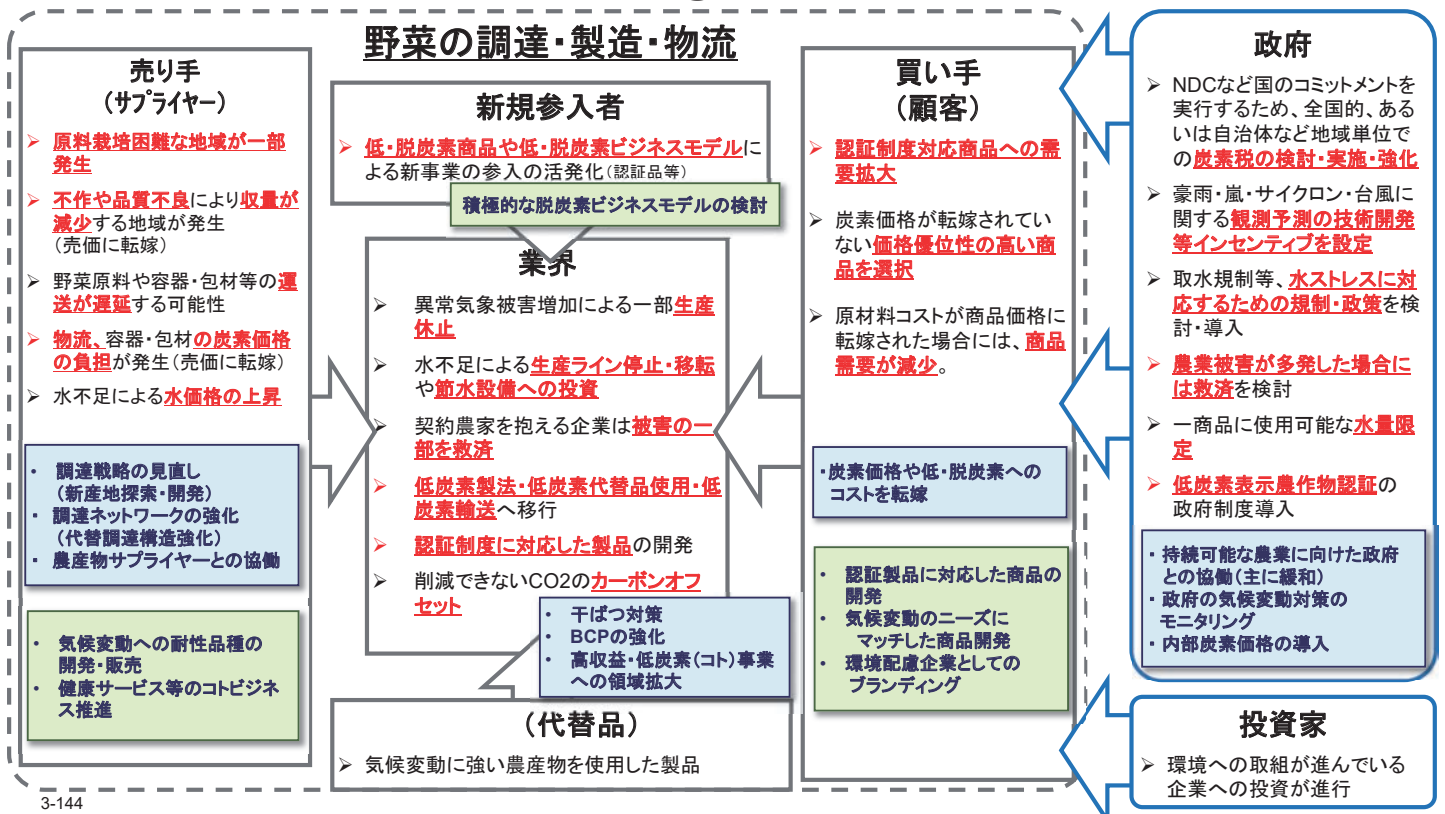 野菜の調達・製造・物流
売り手
（サプライヤー）
➢ 原料栽培困難な地域が一部
発生
➢ 不作や品質不良により収量が
減少する地域が発生
（売価に転嫁）
➢ 野菜原料や容器・包材等の運
送が遅延する可能性
➢ 物流、容器・包材の炭素価格
の負担が発生（売価に転嫁）
➢ 水不足による水価格の上昇
・ 調達戦略の見直し
（新産地探索・開発）
・ 調達ネットワークの強化
（代替調達構造強化）
・ 農産物サプライヤーとの協働
・ 気候変動への耐性品種の
開発・販売
・ 健康サービス等のコトビジネ
ス推進
新規参入者
➢ 低・脱炭素商品や低・脱炭素ビジネスモデルに
よる新事業の参入の活発化（認証品等）
積極的な脱炭素ビジネスモデルの検討
業界
➢ 異常気象被害増加による一部生産
休止
➢ 水不足による生産ライン停止・移転
や節水設備への投資
➢ 契約農家を抱える企業は被害の一
部を救済
➢ 低炭素製法・低炭素代替品使用・低
炭素輸送へ移行
➢ 認証制度に対応した製品の開発
➢ 削減できないCO2のカーボンオフ
セット
・ 干ばつ対策
・ BCPの強化
・ 高収益・低炭素（コト）事業
への領域拡大
（代替品）
➢ 気候変動に強い農産物を使用した製品
買い手
（顧客）
➢ 認証制度対応商品への需
要拡大
➢ 炭素価格が転嫁されてい
ない価格優位性の高い商
品を選択
➢ 原材料コストが商品価格に
転嫁された場合には、商品
需要が減少。
・炭素価格や低・脱炭素への
コストを転嫁
・ 認証製品に対応した商品の
開発
・ 気候変動のニーズに
マッチした商品開発
・ 環境配慮企業としての
ブランディング
政府
➢ NDCなど国のコミットメントを
実行するため、全国的、ある
いは自治体など地域単位で
の炭素税の検討・実施・強化
➢ 豪雨・嵐・サイクロン・台風に
関する観測予測の技術開発
等インセンティブを設定
➢ 取水規制等、水ストレスに対
応するための規制・政策を検
討・導入
➢ 農業被害が多発した場合に
は救済を検討
➢ 一商品に使用可能な水量限
定
➢ 低炭素表示農作物認証の
政府制度導入
・持続可能な農業に向けた政府
との協働（主に緩和）
・政府の気候変動対策の
モニタリング
・内部炭素価格の導入
投資家
➢ 環境への取組が進んでいる
企業への投資が進行
3-144